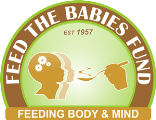 FEED THE BABIES FUND
EST 1957
FEEDING BODY & MIND